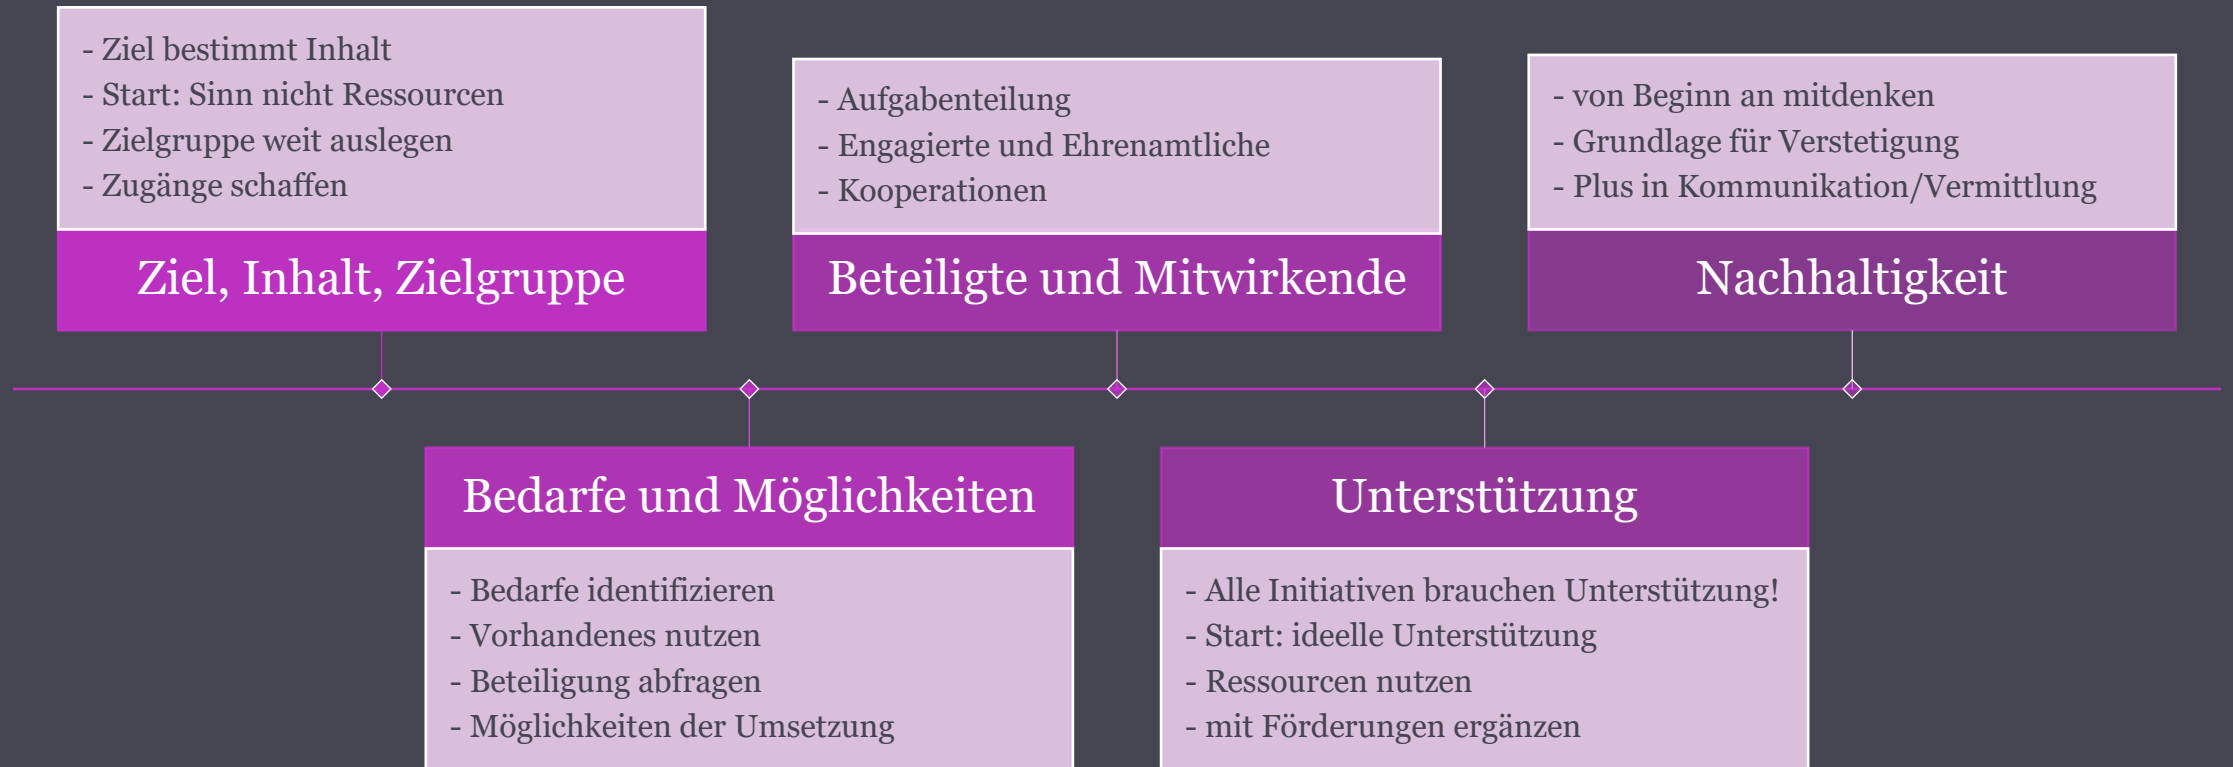 - Ziel bestimmt Inhalt
- Start: Sinn nicht Ressourcen
- Zielgruppe weit auslegen
- Zugänge schaffen
Ziel, Inhalt, Zielgruppe
Bedarfe und Möglichkeiten
- Bedarfe identifizieren
- Vorhandenes nutzen
- Beteiligung abfragen
- Möglichkeiten der Umsetzung
- Aufgabenteilung
- Engagierte und Ehrenamtliche
- Kooperationen
Beteiligte und Mitwirkende
Unterstützung
- Alle Initiativen brauchen Unterstützung!
- Start: ideelle Unterstützung
- Ressourcen nutzen
- mit Förderungen ergänzen
- von Beginn an mitdenken
- Grundlage für Verstetigung
- Plus in Kommunikation/Vermittlung
Nachhaltigkeit